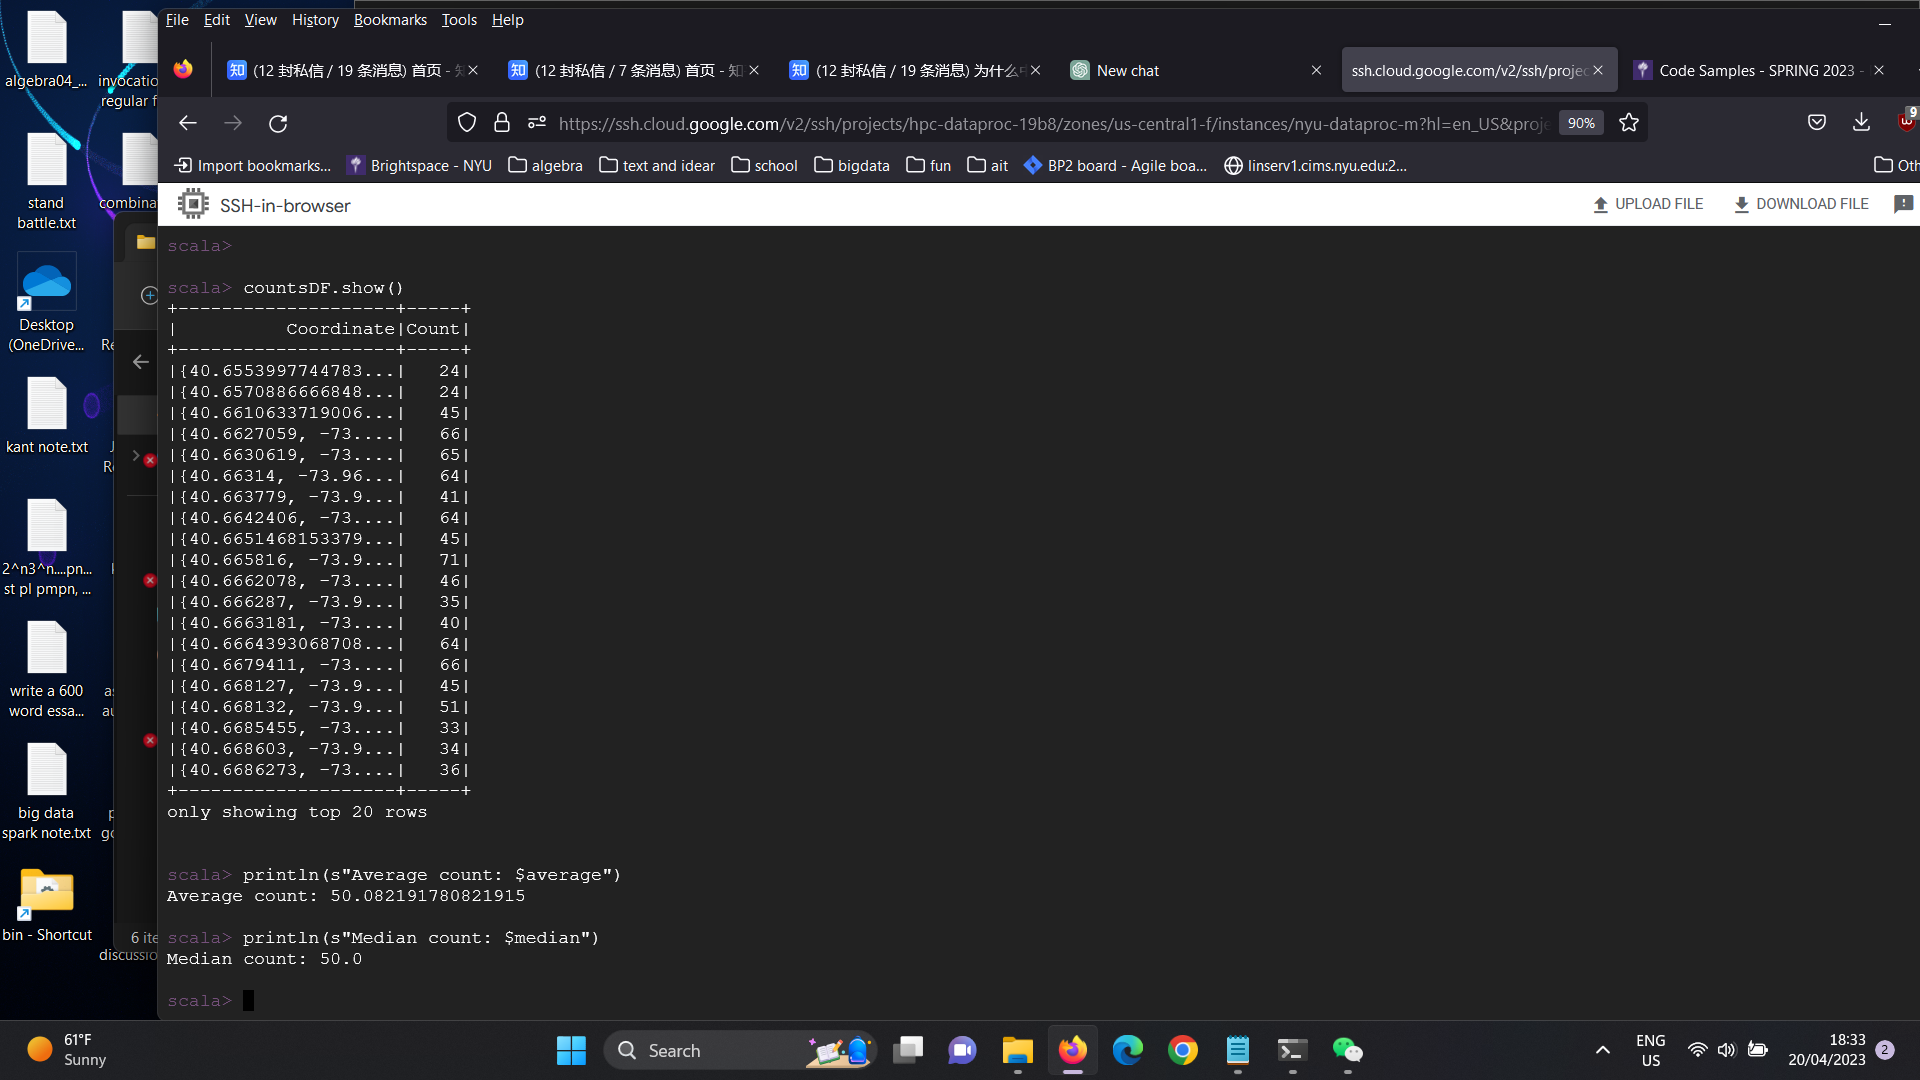 File Edit View History Bookmarks Tools Help
(12 封私信 / 19 条消息) 首页 -
(12 封私信 / 7 条消息) 首页 - 知
(12 封私信 / 19 条消息) 为什么
New chat
ssh.cloud.google.com/v2/ssh/projec
Code Samples - SPRING 2023 -
https://ssh.cloud.google.com/v2/ssh/projects/hpc-dataproc-19b8/zones/us-central1-f/instances/nyu-dataproc-m?hl=en_US&proje
90%
9
Import bookmarks... Brightspace - NYU algebra text and idear school bigdata fun ait BP2 board - Agile boa... linserv1.cims.nyu.edu:2... Oth
SSH-in-browser
UPLOAD FILE DOWNLOAD FILE
scala>
scala> countsDF.show()
+--------------------+-----+
|          Coordinate|Count|
+--------------------+-----+
|{40.6553997744783...|   24|
|{40.6570886666848...|   24|
|{40.6610633719006...|   45|
|{40.6627059, -73....|   66|
|{40.6630619, -73....|   65|
|{40.66314, -73.96...|   64|
|{40.663779, -73.9...|   41|
|{40.6642406, -73....|   64|
|{40.6651468153379...|   45|
|{40.665816, -73.9...|   71|
|{40.6662078, -73....|   46|
|{40.666287, -73.9...|   35|
|{40.6663181, -73....|   40|
|{40.6664393068708...|   64|
|{40.6679411, -73....|   66|
|{40.668127, -73.9...|   45|
|{40.668132, -73.9...|   51|
|{40.6685455, -73....|   33|
|{40.668603, -73.9...|   34|
|{40.6686273, -73....|   36|
+--------------------+-----+
only showing top 20 rows
scala> println(s"Average count: $average")
Average count: 50.082191780821915
scala> println(s"Median count: $median")
Median count: 50.0
scala>
algebra04_...
invocatio
regular f
stand
battle.txt
combina
Desktop
(OneDrive...
kant note.txt
2^n3^n....pn...
st pl pmpn, ...
write a 600
word essa...
big data
spark note.txt
bin - Shortcut
6 ite
discussio
61°F
Sunny
Search
ENG
US
18:33
20/04/2023
2